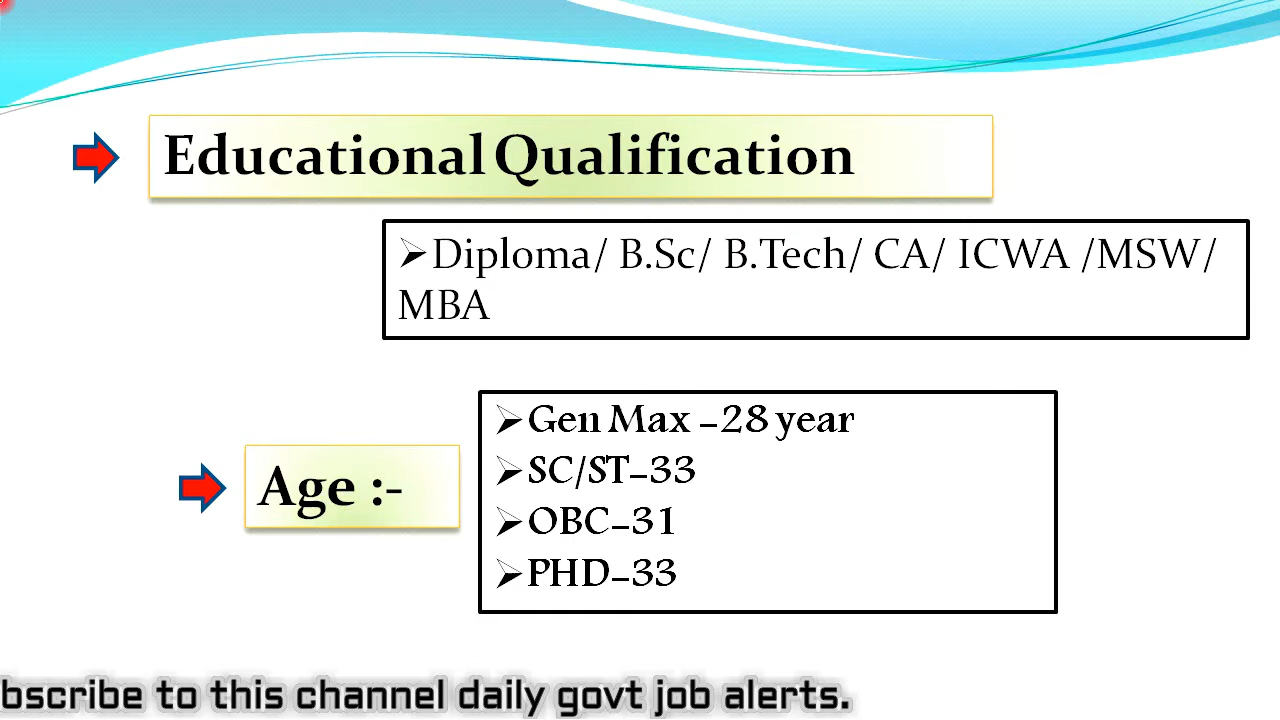 Educational Qualification
➢Diploma/ B.Sc/ B.Tech/ CA/ ICWA /MSW/
MBA
Age :-
➢Gen Max –28 year
➢SC/ST–33
➢OBC–31
➢PHD–33
bscribe to this channel daily govt job alerts.